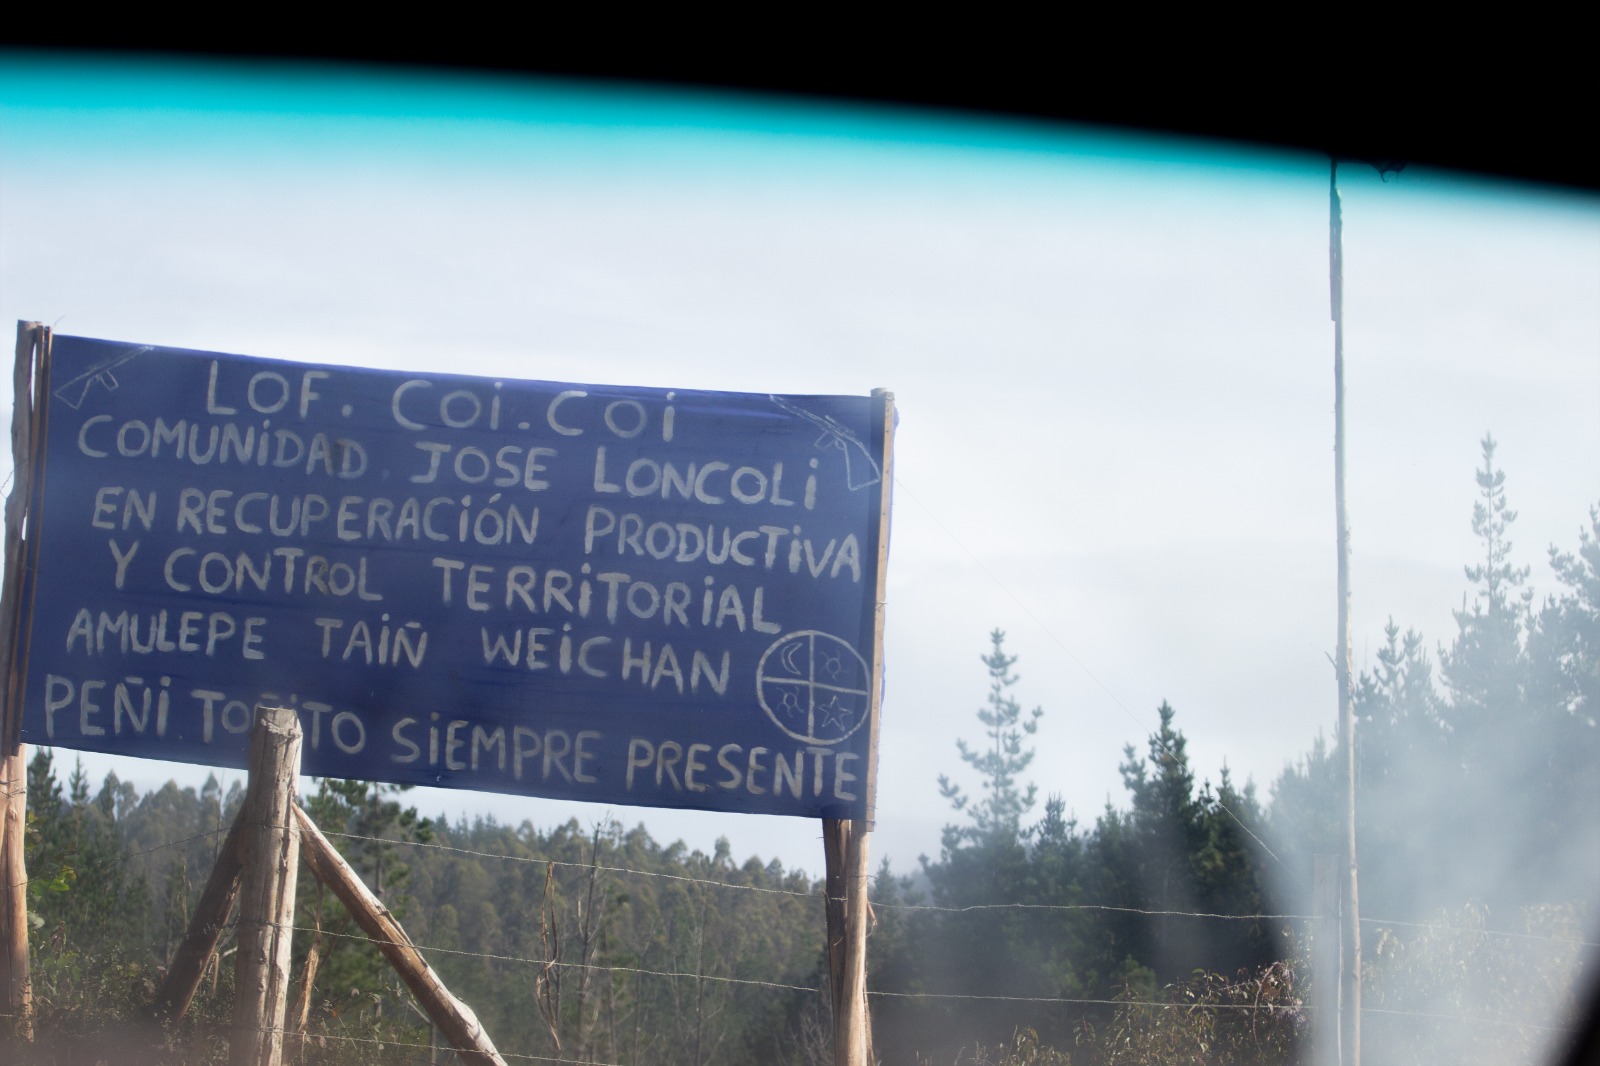 LOF. COi.COi
COMUNiDAD. JOSE LONCOLi
EN RECUPERACiÓN PRODUCTiVA
Y CONTROL TERRiTORiAL
AMULEPE TAiÑ WEiCHAN
PEÑi SiEMPRE PRESENTE